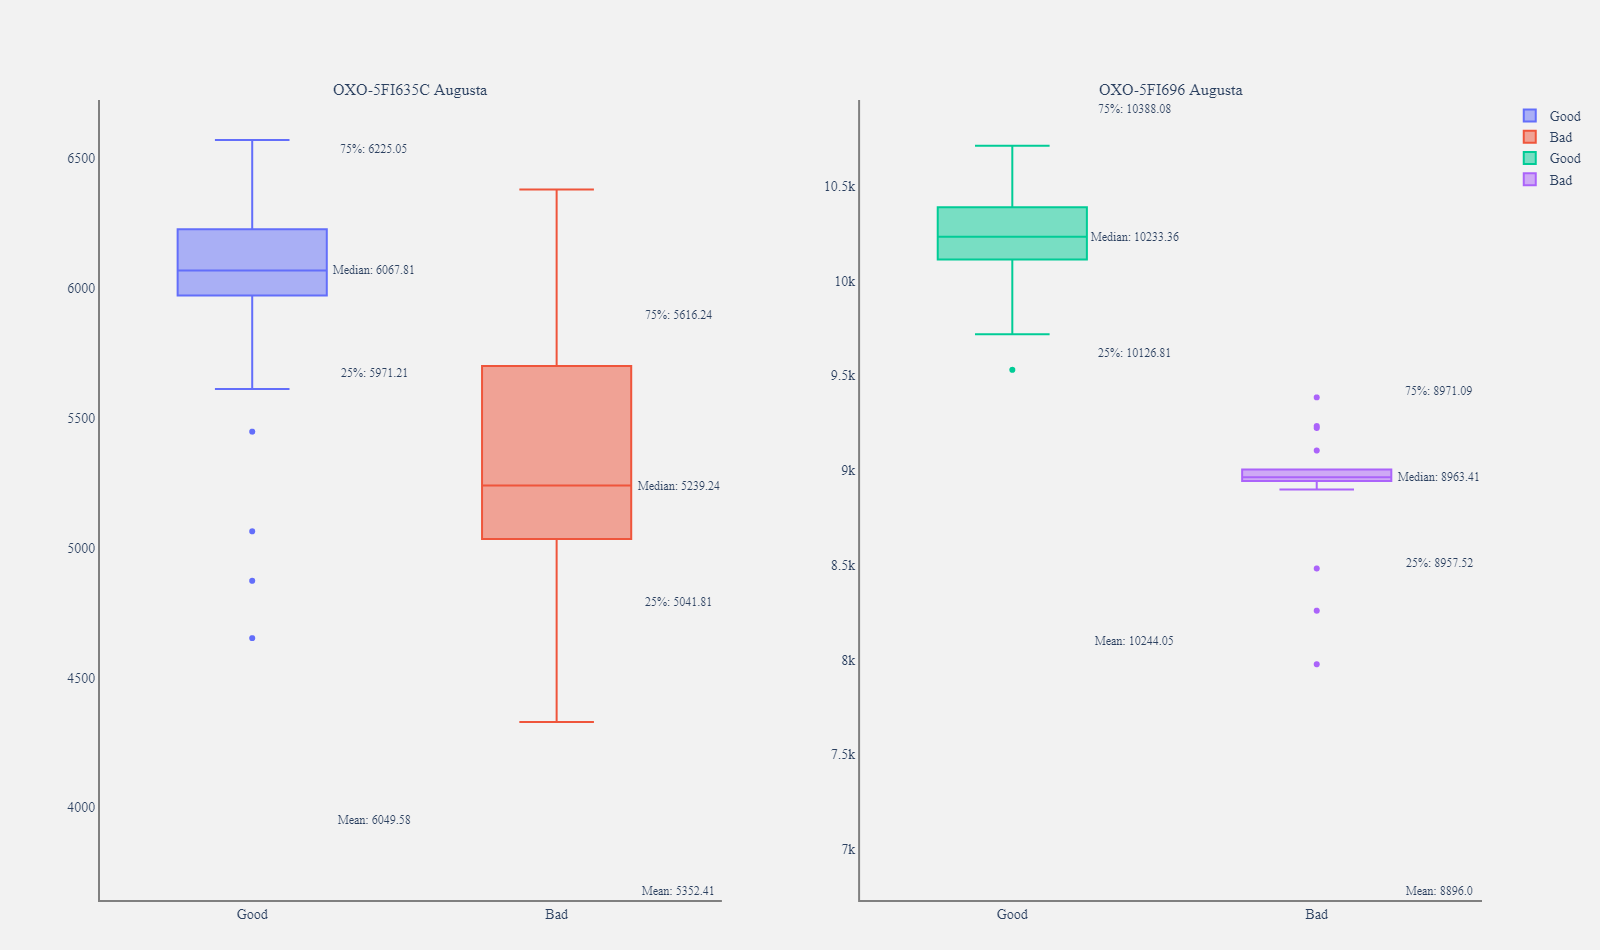 OXO-5FI635C Augusta
6500
6000
5500
5000
4500
4000
75%: 6225.05
Median: 6067.81
25%: 5971.21
Mean: 6049.58
75%: 5616.24
Median: 5239.24
25%: 5041.81
Mean: 5352.41
Good
Bad
OXO-5FI696 Augusta
10.5k
10k
9.5k
9k
8.5k
8k
7.5k
7k
75%: 10388.08
Median: 10233.36
25%: 10126.81
Mean: 10244.05
75%: 8971.09
Median: 8963.41
25%: 8957.52
Mean: 8896.0
Good
Bad
Good
Bad
Good
Bad